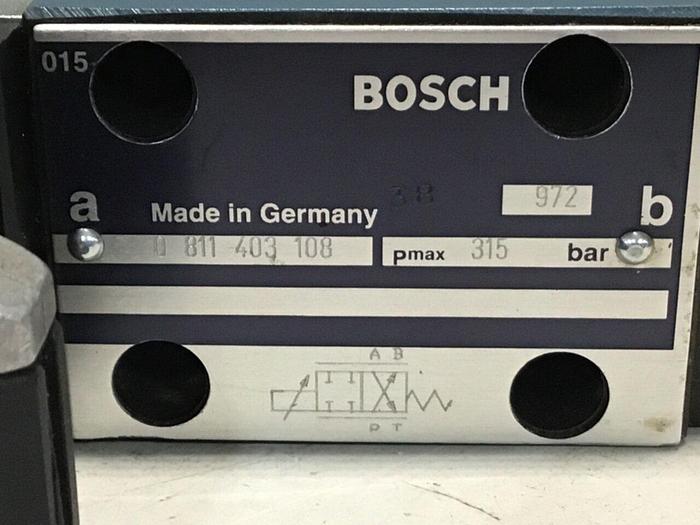 015
BOSCH
38
972
a
Made in Germany
b
0 811 403 108
pmax 315 bar
A B
P T